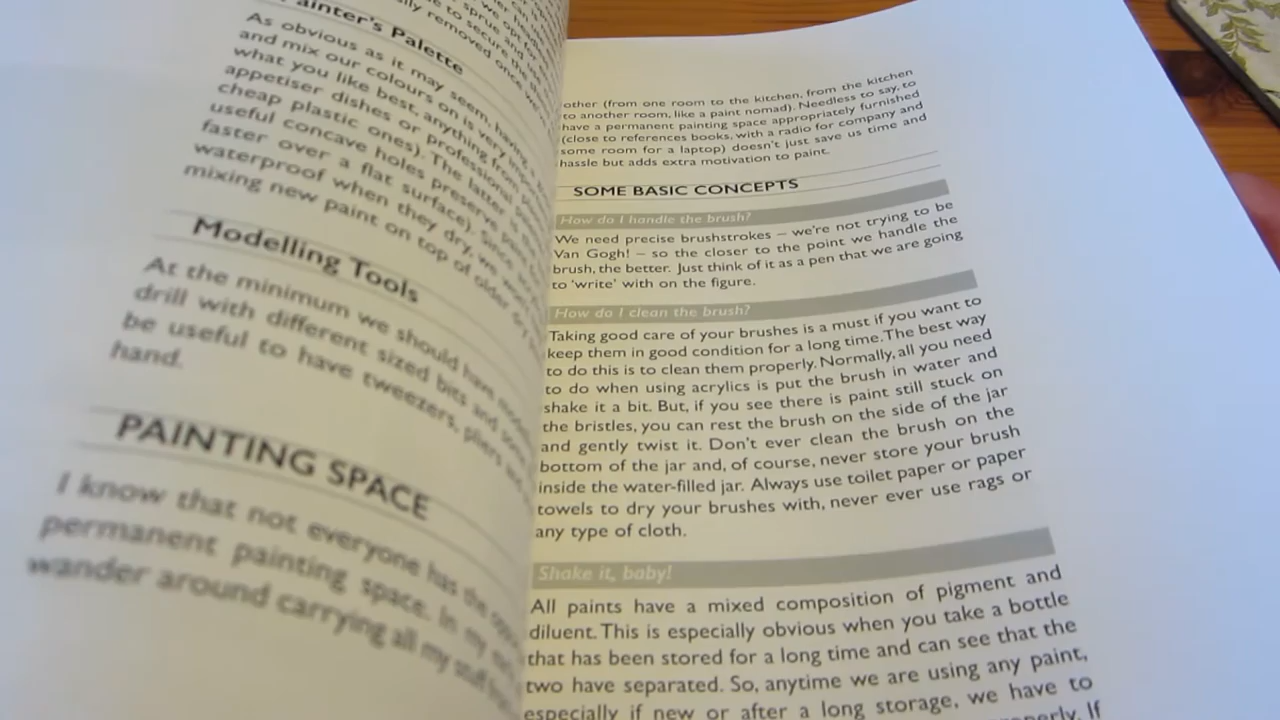 Painter's Palette
As obvious as it may seem, having
and mix our colours on is very
what you like best, anything from
appetiser dishes or professional
cheap plastic ones). The latter
useful concave holes preserve
faster over a flat surface). Since
waterproof when they dry, we
mixing new paint on top of older dry
Modelling Tools
At the minimum we should have
drill with different sized bits and
be useful to have tweezers, pliers
hand.
PAINTING SPACE
I know that not everyone has the
permanent painting space. In my
wander around carrying all my stuff
other (from one room to the kitchen, from the kitchen
to another room, like a paint nomad). Needless to say, to
have a permanent painting space appropriately furnished
(close to references books, with a radio for company and
some room for a laptop) doesn't just save us time and
hassle but adds extra motivation to paint.
SOME BASIC CONCEPTS
How do I handle the brush?
We need precise brushstrokes – we're not trying to be
Van Gogh! – so the closer to the point we handle the
brush, the better. Just think of it as a pen that we are going
to 'write' with on the figure.
How do I clean the brush?
Taking good care of your brushes is a must if you want to
keep them in good condition for a long time. The best way
to do this is to clean them properly. Normally, all you need
to do when using acrylics is put the brush in water and
shake it a bit. But, if you see there is paint still stuck on
the bristles, you can rest the brush on the side of the jar
and gently twist it. Don't ever clean the brush on the
bottom of the jar and, of course, never store your brush
inside the water-filled jar. Always use toilet paper or paper
towels to dry your brushes with, never ever use rags or
any type of cloth.
Shake it, baby!
All paints have a mixed composition of pigment and
diluent. This is especially obvious when you take a bottle
that has been stored for a long time and can see that the
two have separated. So, anytime we are using any paint,
especially if new or after a long storage, we have to
If